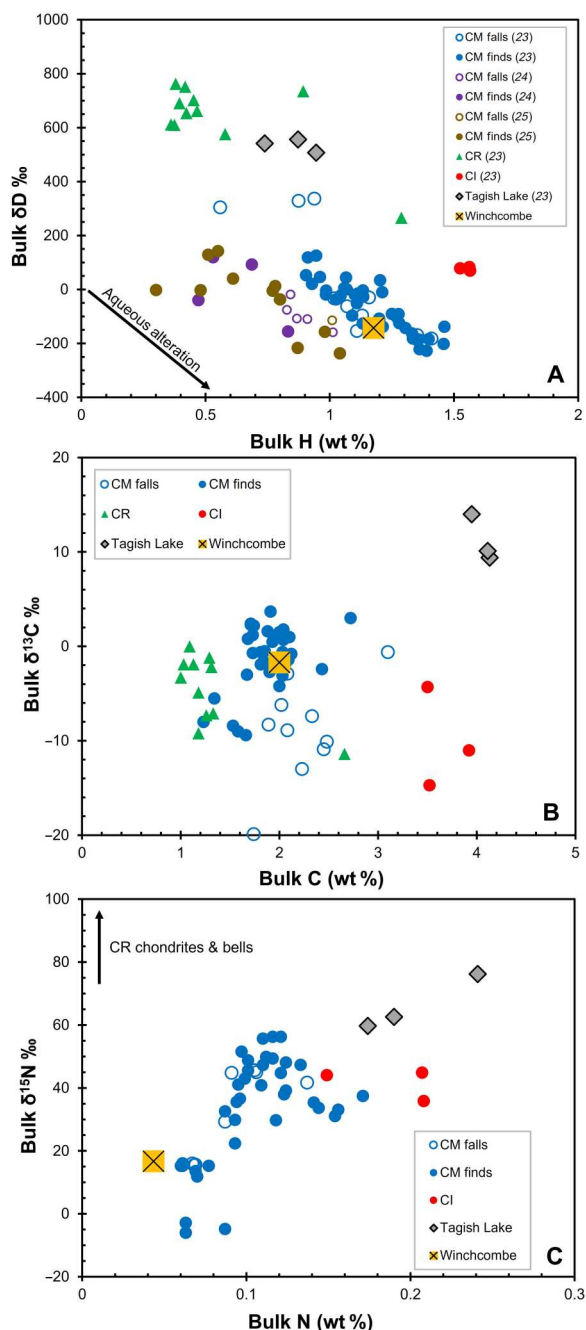 1000
800
600
400
200
0
−200
−400
Bulk δD ‰
CM falls (23)
CM finds (23)
CM falls (24)
CM finds (24)
CM falls (25)
CM finds (25)
CR (23)
CI (23)
Tagish Lake (23)
Winchcombe
Aqueous alteration
A
0 0.5 1 1.5 2
Bulk H (wt %)
20
10
0
−10
−20
Bulk δ13C ‰
CM falls CM finds
CR CI
Tagish Lake Winchcombe
B
0 1 2 3 4 5
Bulk C (wt %)
100
80
60
40
20
0
−20
Bulk δ15N ‰
CR chondrites & bells
CM falls
CM finds
CI
Tagish Lake
Winchcombe
C
0 0.1 0.2 0.3
Bulk N (wt %)